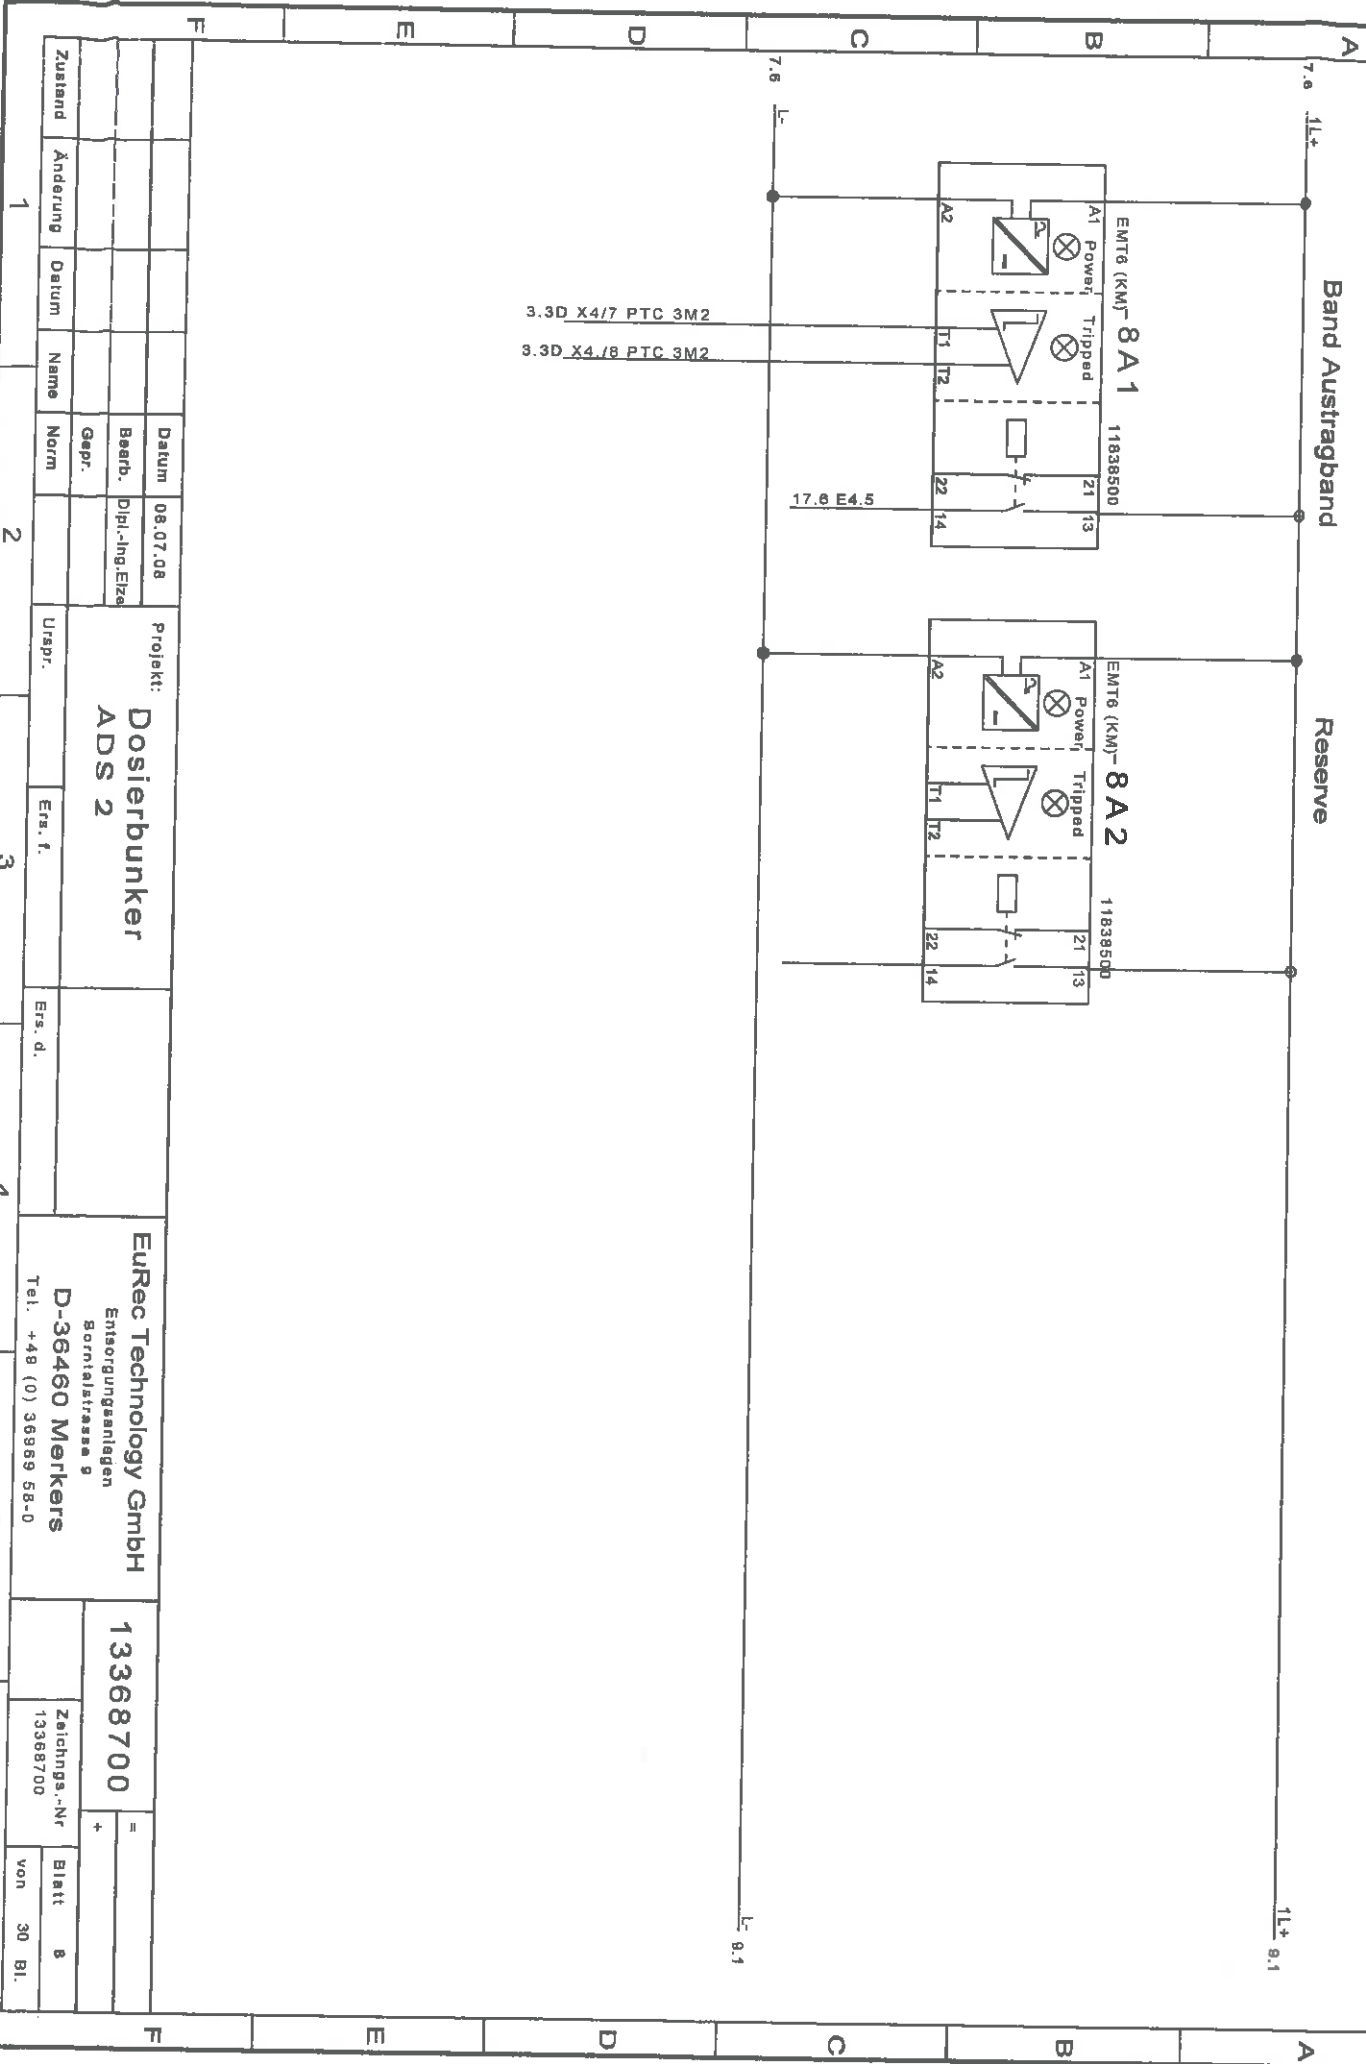 A
B
C
D
E
F
7.6
1L+
Band Austragband
Reserve
1L+
9.1
EMT6 (KM)
-8A1
11838500
A1
Power
Tripped
21
13
A2
T1
T2
22
14
EMT6 (KM)
-8A2
11838500
A1
Power
Tripped
21
13
A2
T1
T2
22
14
17.6 E4.5
7.6
L-
L-
9.1
3.3D X4/7 PTC 3M2
3.3D X4./8 PTC 3M2
Zustand
Änderung
Datum
Name
Norm
Datum
08.07.08
Bearb.
Dipl.-Ing.Elze
Gepr.
Projekt:
Dosierbunker
ADS 2
Urspr.
Ers. f.
Ers. d.
EuRec Technology GmbH
Entsorgungsanlagen
Borntalstrasse 9
D-36460 Merkers
Tel. +49 (0) 36969 58-0
13368700
=
+
Zeichngs.-Nr
13368700
Blatt 8
von 30 Bl.
1
2
3
4
A
B
C
D
E
F